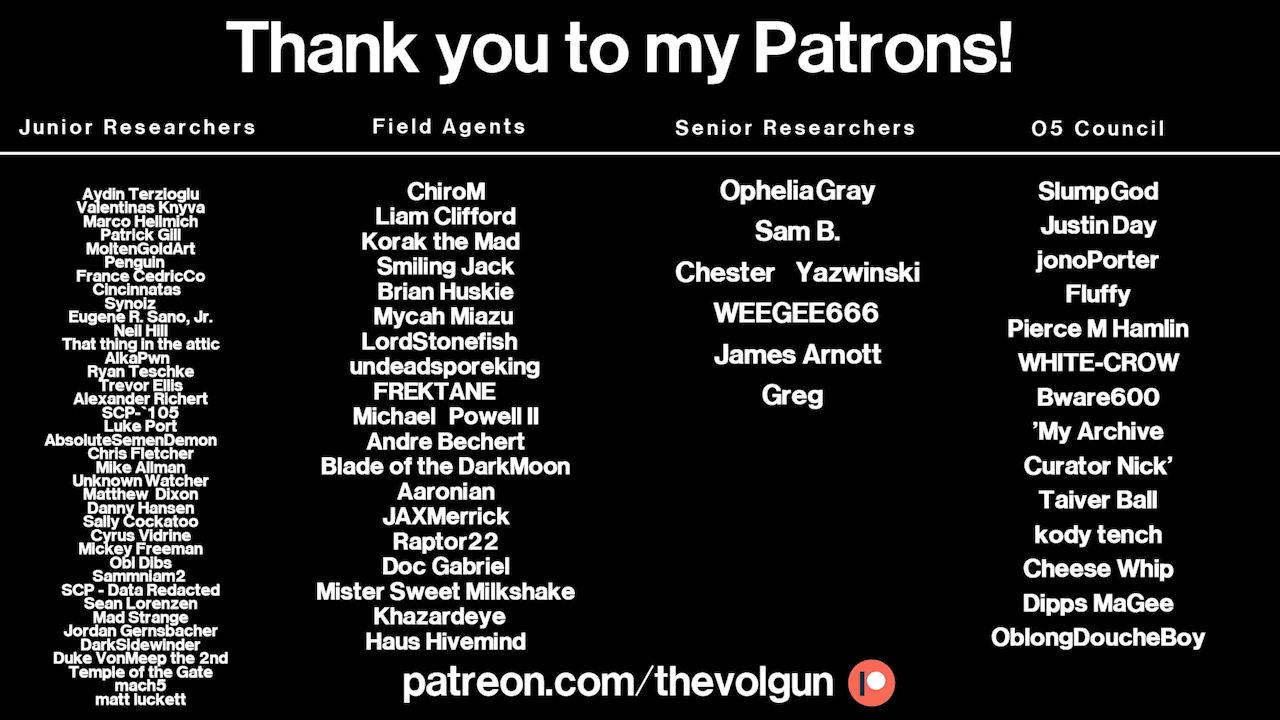 Thank you to my Patrons!
Junior Researchers
Aydin Terzioglu
Valentinas Knyva
Marco Hellmich
Patrick Gill
MoltenGoldArt
Penguin
France CedricCo
Cincinnatas
Synoiz
Eugene R. Sano, Jr.
Neil Hill
That thing in the attic
AlkaPwn
Ryan Teschke
Trevor Ellis
Alexander Richert
SCP-`105
Luke Port
AbsoluteSemenDemon
Chris Fletcher
Mike Allman
Unknown Watcher
Matthew Dixon
Danny Hansen
Sally Cockatoo
Cyrus Vidrine
Mickey Freeman
Obi Dibs
Sammniam2
SCP - Data Redacted
Sean Lorenzen
Mad Strange
Jordan Gernsbacher
DarkSidewinder
Duke VonMeep the 2nd
Temple of the Gate
mach5
matt luckett
Field Agents
ChiroM
Liam Clifford
Korak the Mad
Smiling Jack
Brian Huskie
Mycah Miazu
LordStonefish
undeadsporeking
FREKTANE
Michael Powell II
Andre Bechert
Blade of the DarkMoon
Aaronian
JAXMerrick
Raptor22
Doc Gabriel
Mister Sweet Milkshake
Khazardeye
Haus Hivemind
Senior Researchers
Ophelia Gray
Sam B.
Chester Yazwinski
WEEGEE666
James Arnott
Greg
O5 Council
SlumpGod
Justin Day
jonoPorter
Fluffy
Pierce M Hamlin
WHITE-CROW
Bware600
'My Archive
Curator Nick'
Taiver Ball
kody tench
Cheese Whip
Dipps MaGee
OblongDoucheBoy
patreon.com/thevolgun